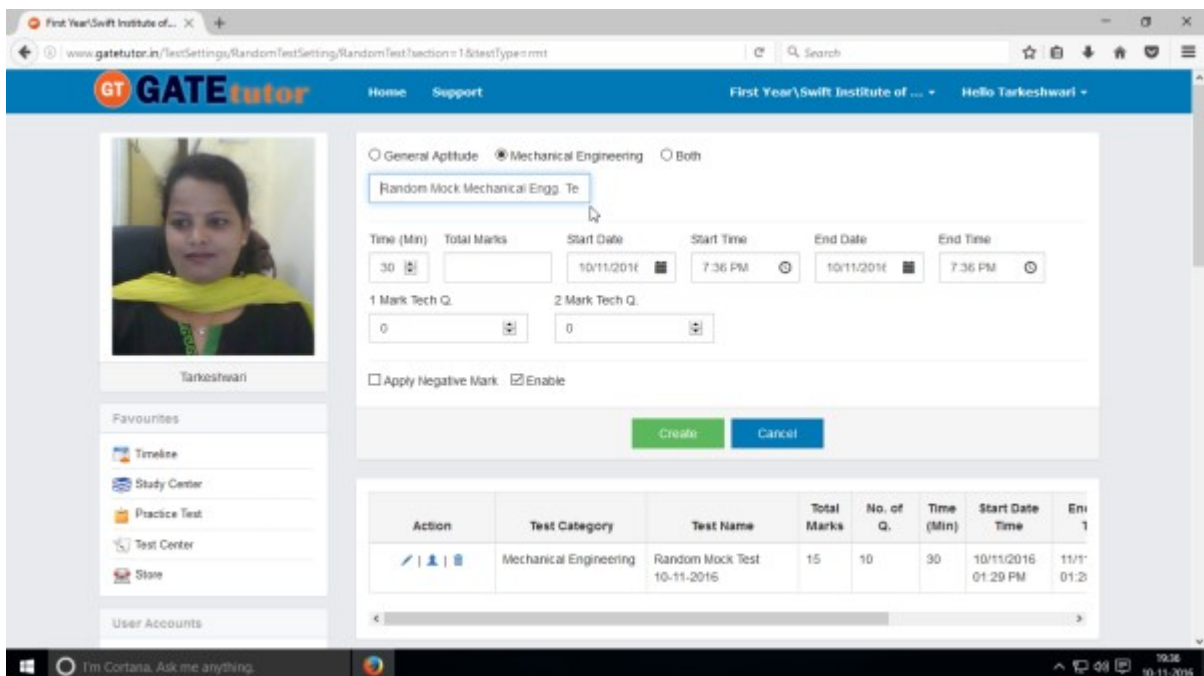 First Year\Swift Institute of...
www.gatetutor.in/TestSettings/RandomTestSetting/RandomTest?section=1&testType=rmt
Search
GT GATEtutor
Home Support First Year\Swift Institute of .... Hello Tarkeshwari
General Aptitude Mechanical Engineering Both
Random Mock Mechanical Engg. Te
Time (Min) Total Marks Start Date Start Time End Date End Time
30 10/11/2016 7:36 PM 10/11/2016 7:36 PM
1 Mark Tech Q. 2 Mark Tech Q.
0 0
Tarkeshwari
Apply Negative Mark Enable
Favourites
Create Cancel
Timeline
Study Center
Practice Test
Test Center
Store
User Accounts
Action Test Category Test Name Total Marks No. of Q. Time (Min) Start Date Time En
Mechanical Engineering Random Mock Test 15 10 30 10/11/2016 11/1
10-11-2016 01:29 PM 01:2
I'm Cortana. Ask me anything.
19:36
10-11-2016